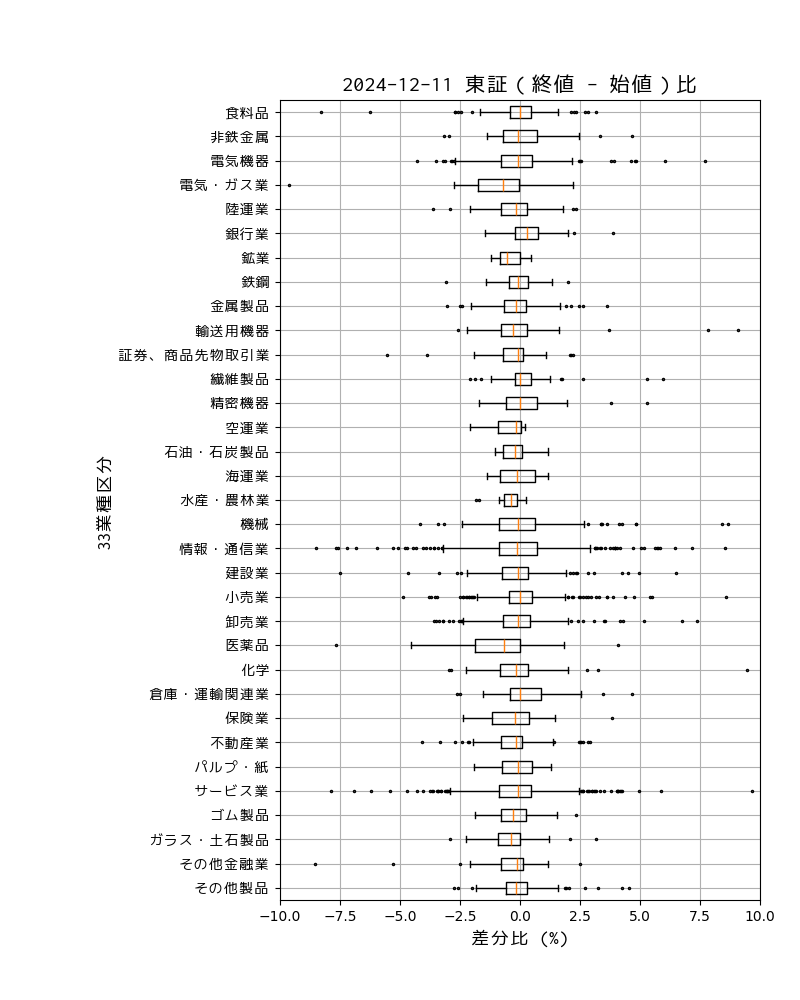 2024-12-11 東証（終値 - 始値）比
食料品
非鉄金属
電気機器
電気・ガス業
陸運業
銀行業
鉱業
鉄鋼
金属製品
輸送用機器
証券、商品先物取引業
繊維製品
精密機器
空運業
石油・石炭製品
海運業
水産・農林業
機械
情報・通信業
建設業
小売業
卸売業
医薬品
化学
倉庫・運輸関連業
保険業
不動産業
パルプ・紙
サービス業
ゴム製品
ガラス・土石製品
その他金融業
その他製品
33業種区分
−10.0 −7.5 −5.0 −2.5 0.0 2.5 5.0 7.5 10.0
差分比 (%)